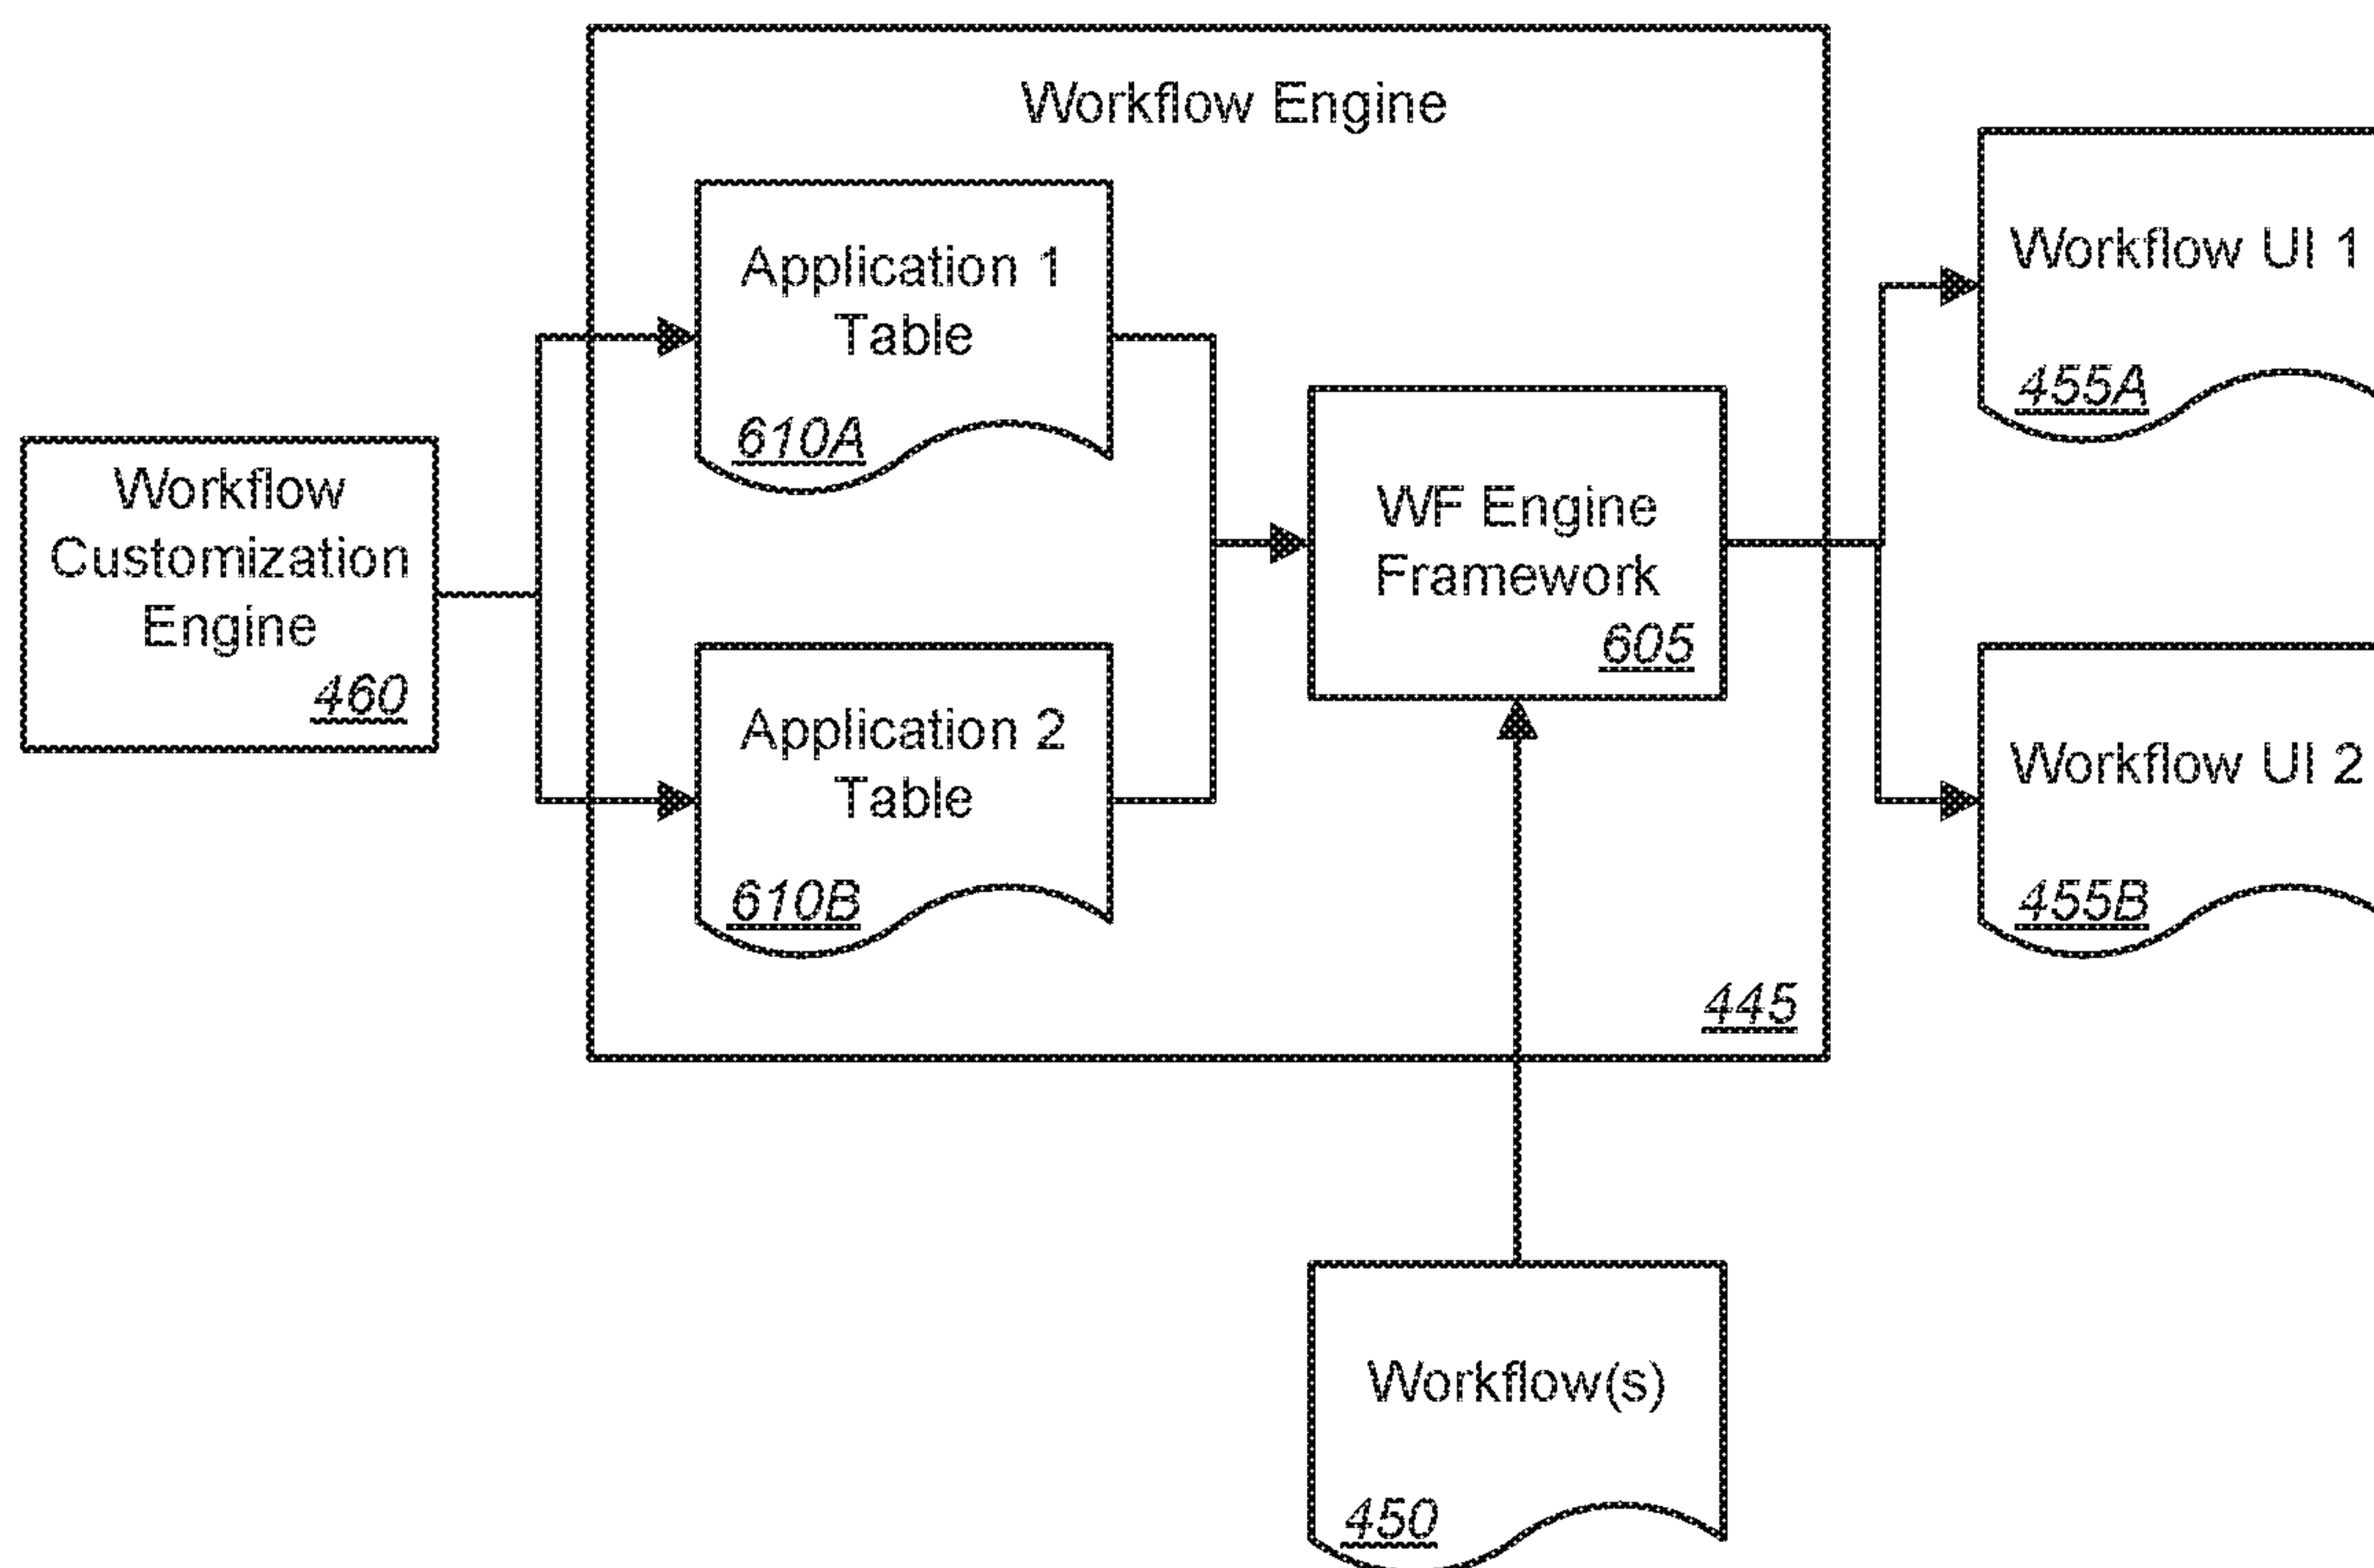 Workflow Engine
Application 1
Table
610A
Workflow
Customization
Engine
460
Application 2
Table
610B
WF Engine
Framework
605
445
Workflow UI 1
455A
Workflow UI 2
455B
Workflow(s)
450